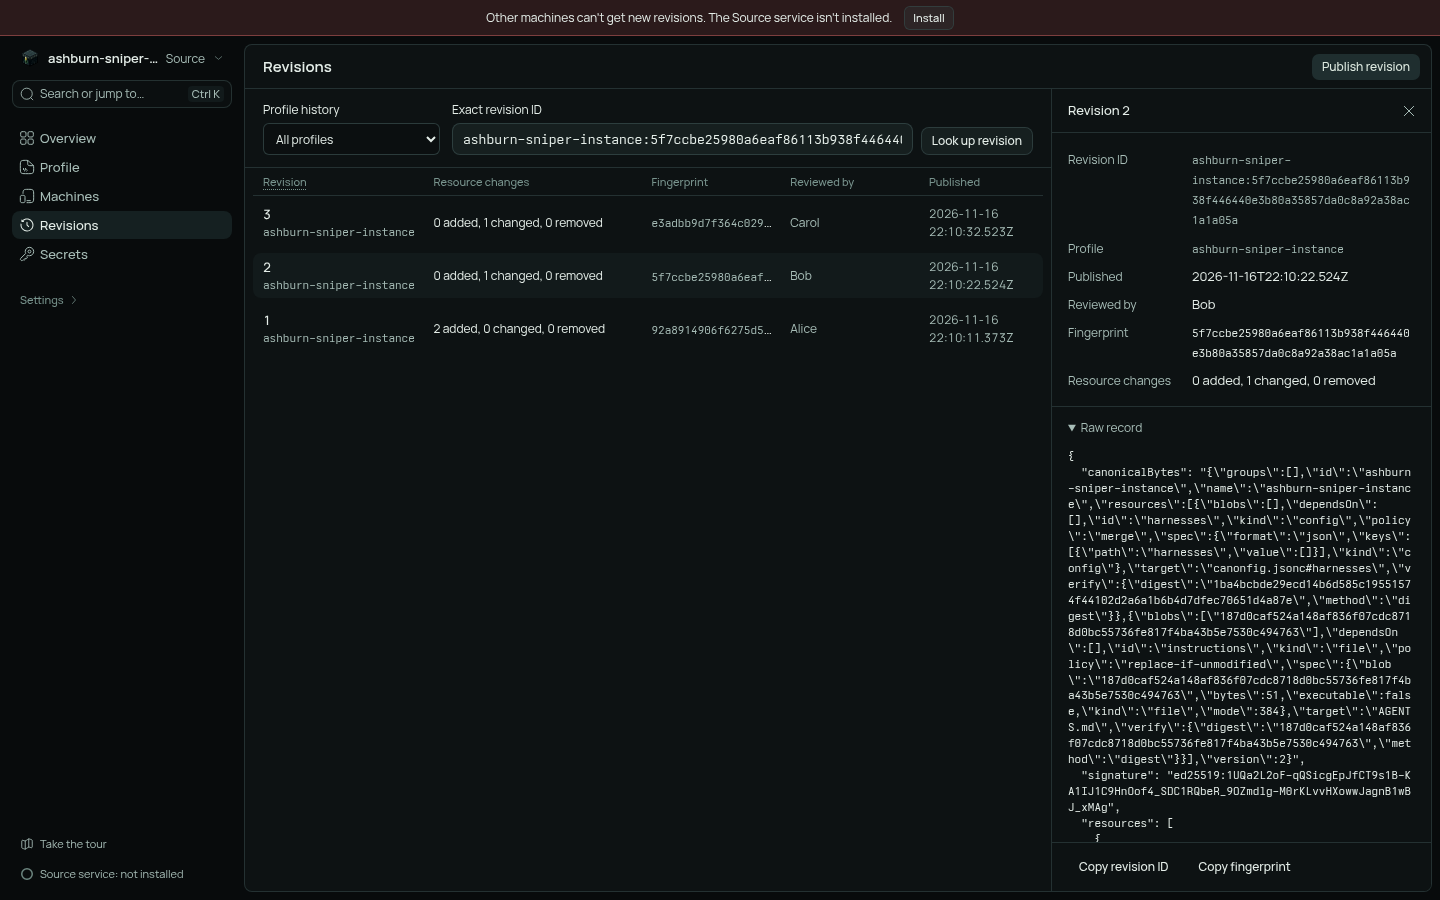 Other machines can't get new revisions. The Source service isn't installed.
Install
ashburn-sniper-... Source
Search or jump to...
Ctrl K
Overview
Profile
Machines
Revisions
Secrets
Settings
Take the tour
Source service: not installed
Revisions
Publish revision
Profile history
All profiles
Exact revision ID
ashburn-sniper-instance:5f7ccbe25980a6eaf86113b938f44644
Look up revision
Revision Resource changes Fingerprint Reviewed by Published
3
ashburn-sniper-instance
0 added, 1 changed, 0 removed
e3adbb9d7f364c029...
Carol
2026-11-16
22:10:32.523Z
2
ashburn-sniper-instance
0 added, 1 changed, 0 removed
5f7ccbe25980a6eaf...
Bob
2026-11-16
22:10:22.524Z
1
ashburn-sniper-instance
2 added, 0 changed, 0 removed
92a8914906f6275d5...
Alice
2026-11-16
22:10:11.373Z
Revision 2
Revision ID
ashburn-sniper-
instance:5f7ccbe25980a6eaf86113b9
38f446440e3b80a35857da0c8a92a38ac
1a1a05a
Profile
ashburn-sniper-instance
Published
2026-11-16T22:10:22.524Z
Reviewed by
Bob
Fingerprint
5f7ccbe25980a6eaf86113b938f446440
e3b80a35857da0c8a92a38ac1a1a05a
Resource changes
0 added, 1 changed, 0 removed
Raw record
{
"canonicalBytes": "{\"groups\":[],\"id\":\"ashburn
-sniper-instance\",\"name\":\"ashburn-sniper-instanc
e\",\"resources\":[{\"blobs\":[],\"dependsOn\":
[],\"id\":\"harnesses\",\"kind\":\"config\",\"policy
\":\"merge\",\"spec\":{\"format\":\"json\",\"keys\":
[{\"path\":\"harnesses\",\"value\":[]}],\"kind\":\"c
onfig\"},\"target\":\"canonfig.jsonc#harnesses\",\"v
erify\":{\"digest\":\"1ba4bcbde29ecd14b6d585c1955157
4f44102d2a6a1b6b4d7dfec70651d4a87e\",\"method\":\"di
gest\"}},{\"blobs\":[\"187d0caf524a148af836f07cdc871
8d0bc55736fe817f4ba43b5e7530c494763\"],\"dependsOn
\":[],\"id\":\"instructions\",\"kind\":\"file\",\"po
licy\":\"replace-if-unmodified\",\"spec\":{\"blob
\":\"187d0caf524a148af836f07cdc8718d0bc55736fe817f4b
a43b5e7530c494763\",\"bytes\":51,\"executable\":fals
e,\"kind\":\"file\",\"mode\":384},\"target\":\"AGENT
S.md\",\"verify\":{\"digest\":\"187d0caf524a148af836
f07cdc8718d0bc55736fe817f4ba43b5e7530c494763\",\"met
hod\":\"digest\"}}],\"version\":2}",
"signature": "ed25519:1UQa2L2oF-qQSicgEpJfCT9s1B-K
A1IJ1C9HnOof4_SDC1RQbeR_9OZmdlg-M0rKLvvHXowwJagnB1wB
J_xMAg",
"resources": [
{
Copy revision ID
Copy fingerprint